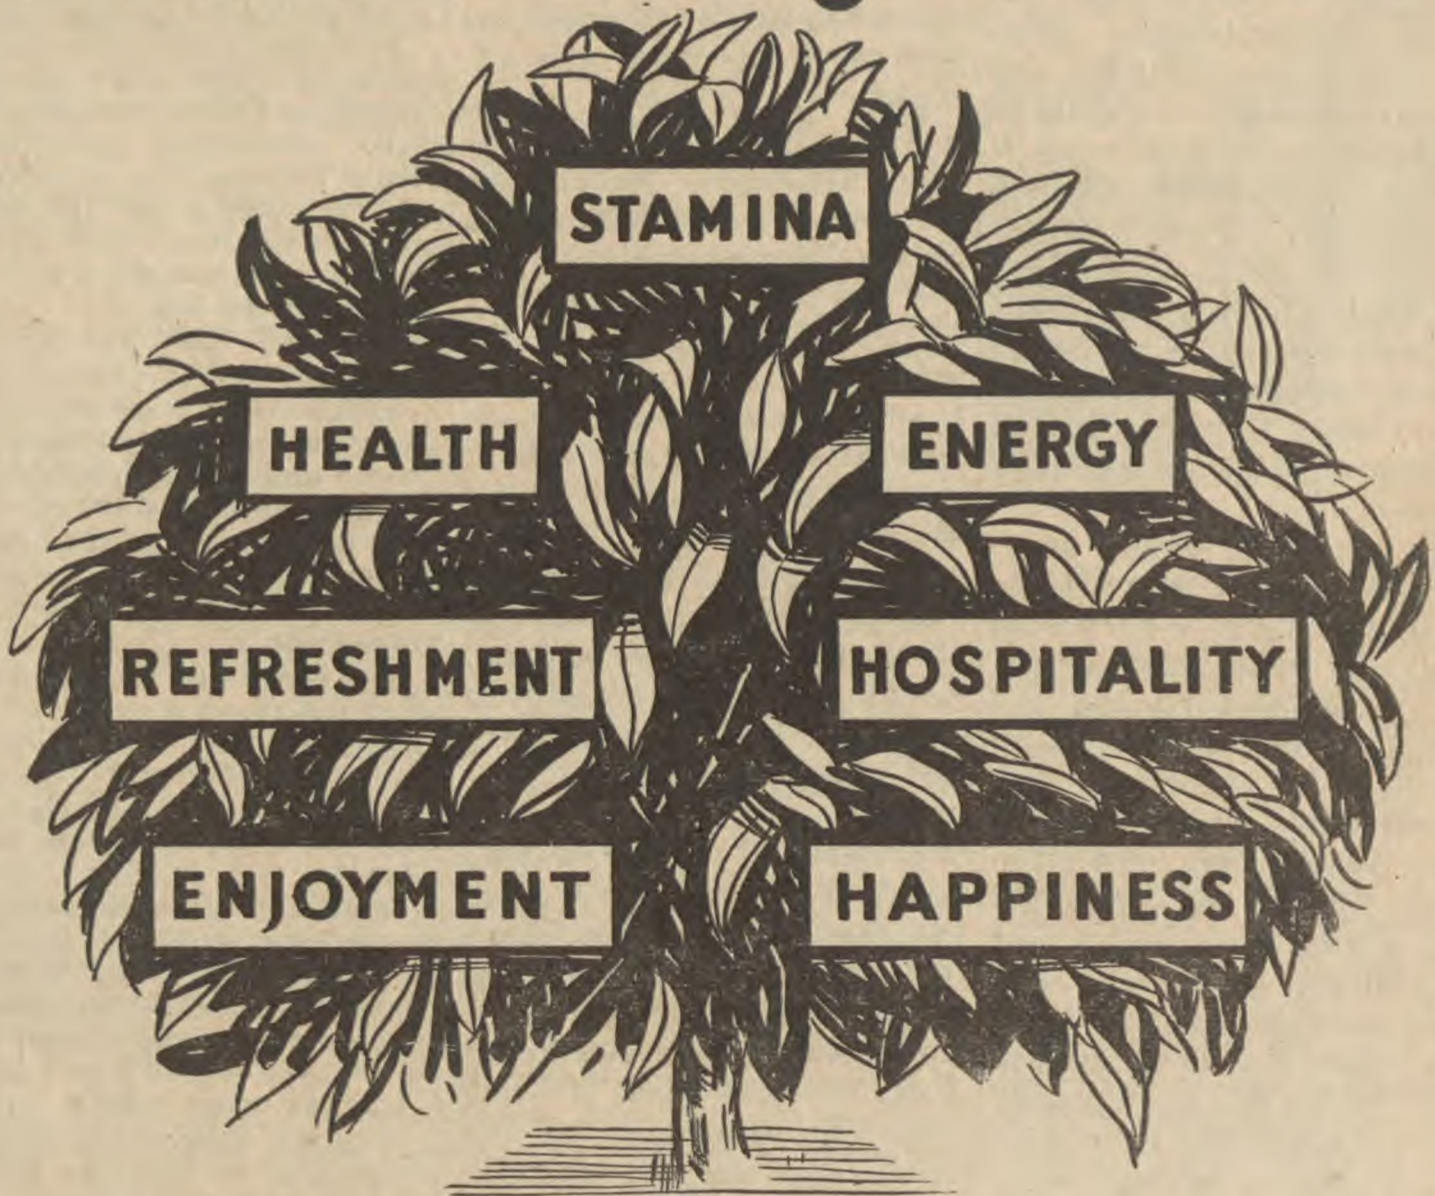 STAMINA
HEALTH
ENERGY
REFRESHMENT
HOSPITALITY
ENJOYMENT
HAPPINESS